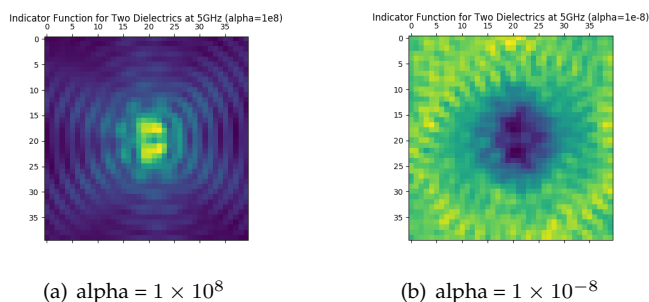 Indicator Function for Two Dielectrics at 5GHz (alpha=1e8)
0 5 10 15 20 25 30 35
0
5
10
15
20
25
30
35
(a) alpha = 1 × 10⁸
Indicator Function for Two Dielectrics at 5GHz (alpha=1e-8)
0 5 10 15 20 25 30 35
0
5
10
15
20
25
30
35
(b) alpha = 1 × 10⁻⁸